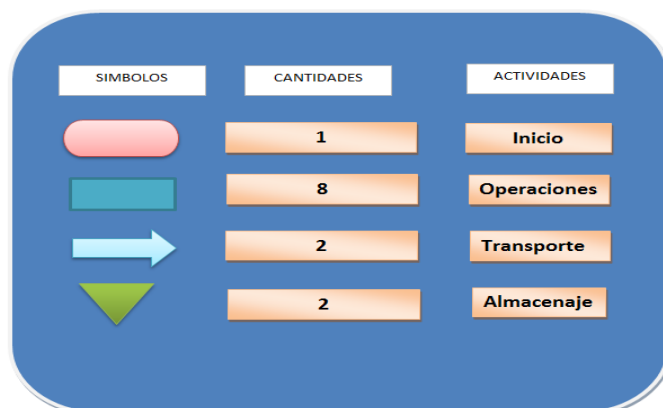 SIMBOLOS CANTIDADES ACTIVIDADES
1 Inicio
8 Operaciones
2 Transporte
2 Almacenaje